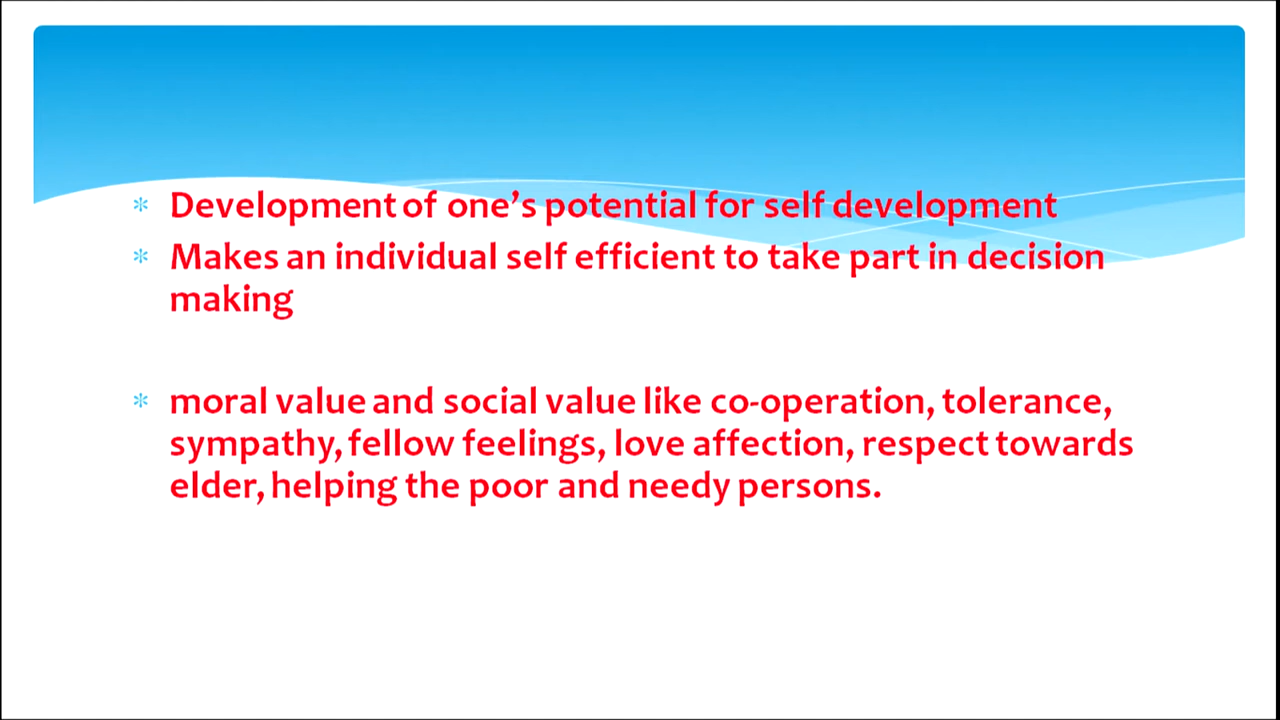 * Development of one’s potential for self development
* Makes an individual self efficient to take part in decision
making
* moral value and social value like co-operation, tolerance,
sympathy, fellow feelings, love affection, respect towards
elder, helping the poor and needy persons.